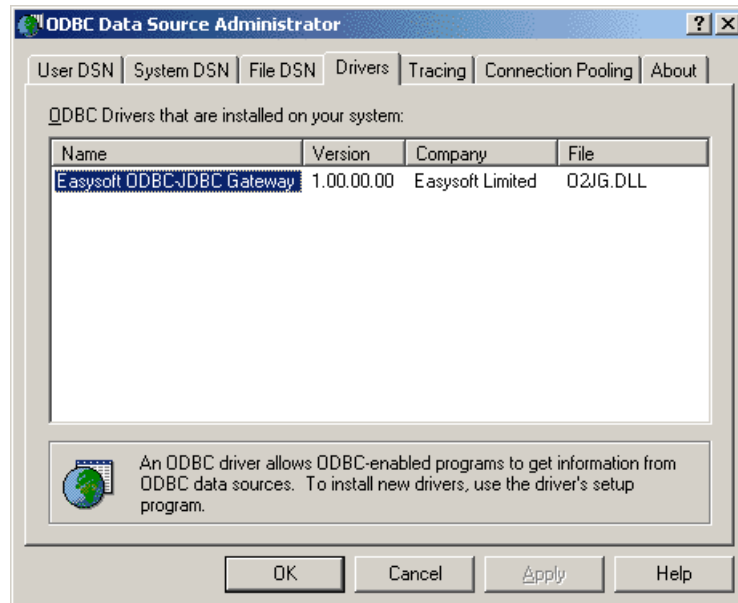 ODBC Data Source Administrator
User DSN System DSN File DSN Drivers Tracing Connection Pooling About
ODBC Drivers that are installed on your system:
Name Version Company File
Easysoft ODBC-JDBC Gateway 1.00.00.00 Easysoft Limited O2JG.DLL
An ODBC driver allows ODBC-enabled programs to get information from
ODBC data sources. To install new drivers, use the driver's setup
program.
OK Cancel Apply Help